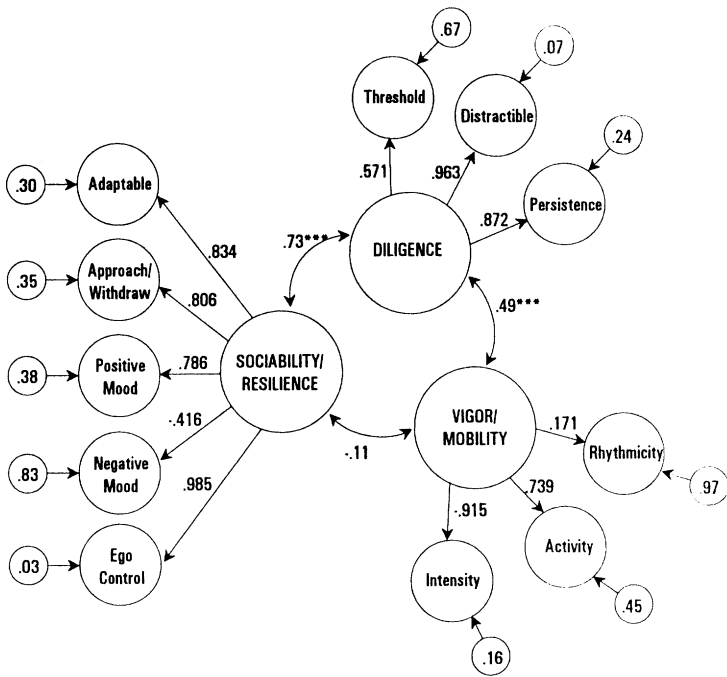 .67
.07
Threshold
Distractible
.24
.571
.963
Persistence
.872
.30
Adaptable
.73***
DILIGENCE
.834
.35
Approach/
Withdraw
.806
.49***
.38
Positive
Mood
.786
SOCIABILITY/
RESILIENCE
-.416
VIGOR/
MOBILITY
.171
Rhythmicity
-.11
.83
Negative
Mood
.985
.739
.97
-.915
.03
Ego
Control
Intensity
Activity
.45
.16